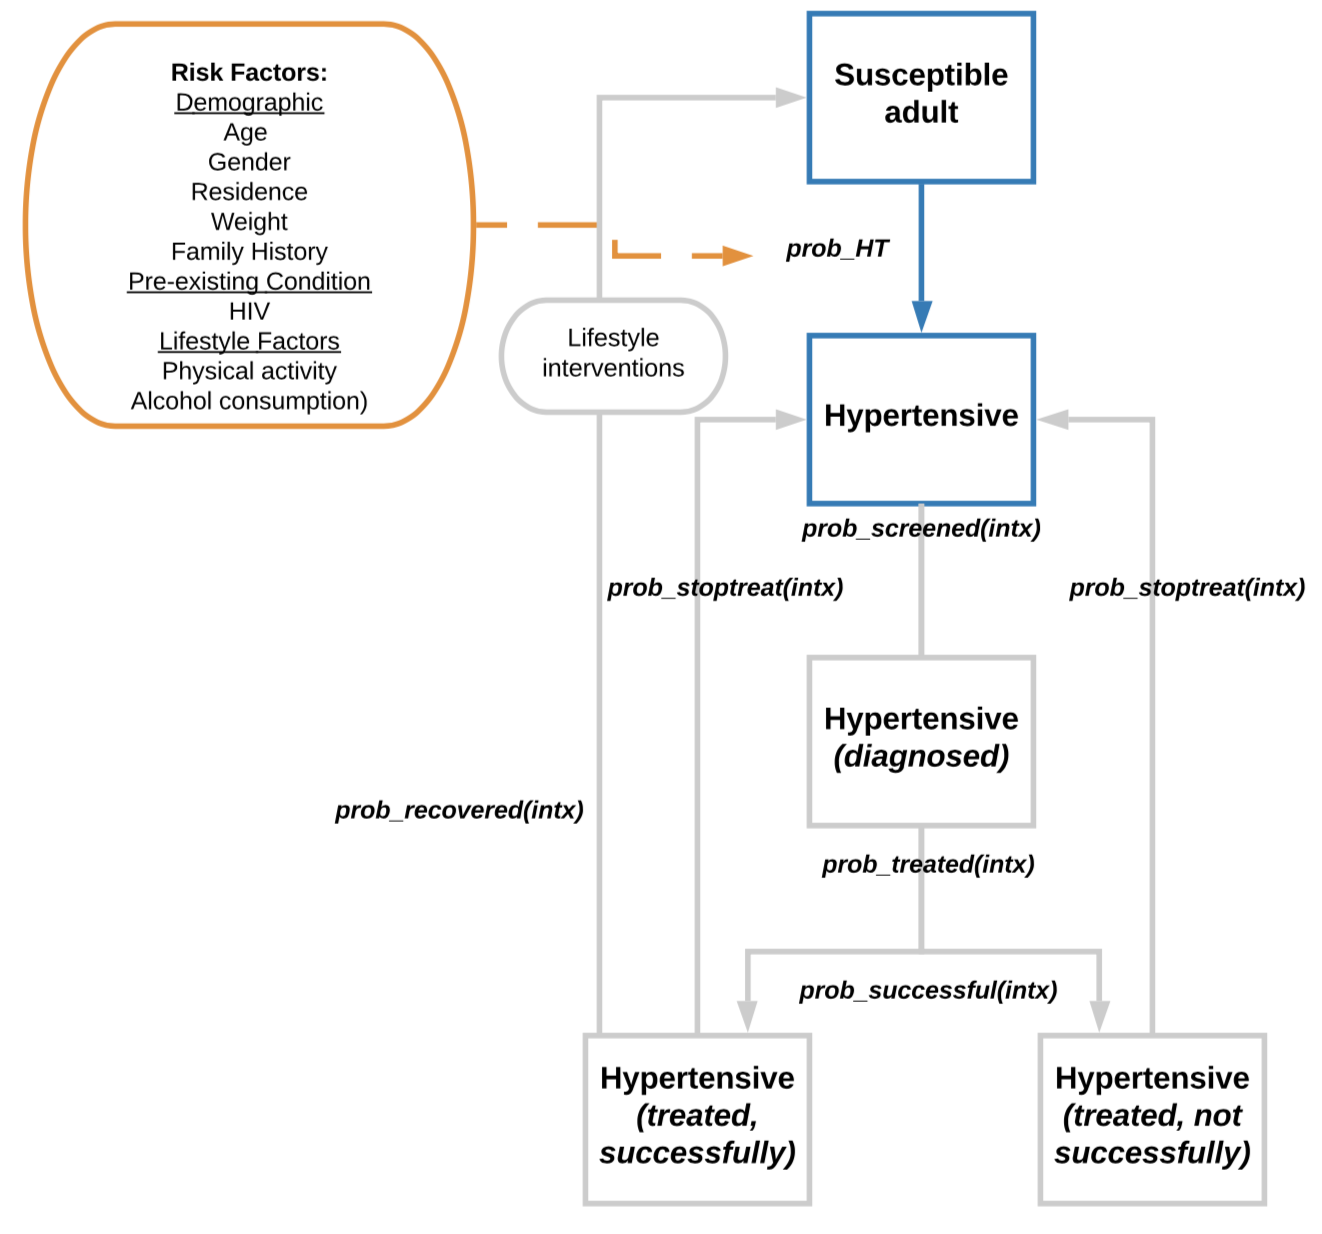 Risk Factors:
Demographic
Age
Gender
Residence
Weight
Family History
Pre-existing Condition
HIV
Lifestyle Factors
Physical activity
Alcohol consumption)
Susceptible
adult
prob_HT
Lifestyle
interventions
Hypertensive
prob_screened(intx)
prob_stoptreat(intx)
prob_stoptreat(intx)
Hypertensive
(diagnosed)
prob_recovered(intx)
prob_treated(intx)
prob_successful(intx)
Hypertensive
(treated,
successfully)
Hypertensive
(treated, not
successfully)